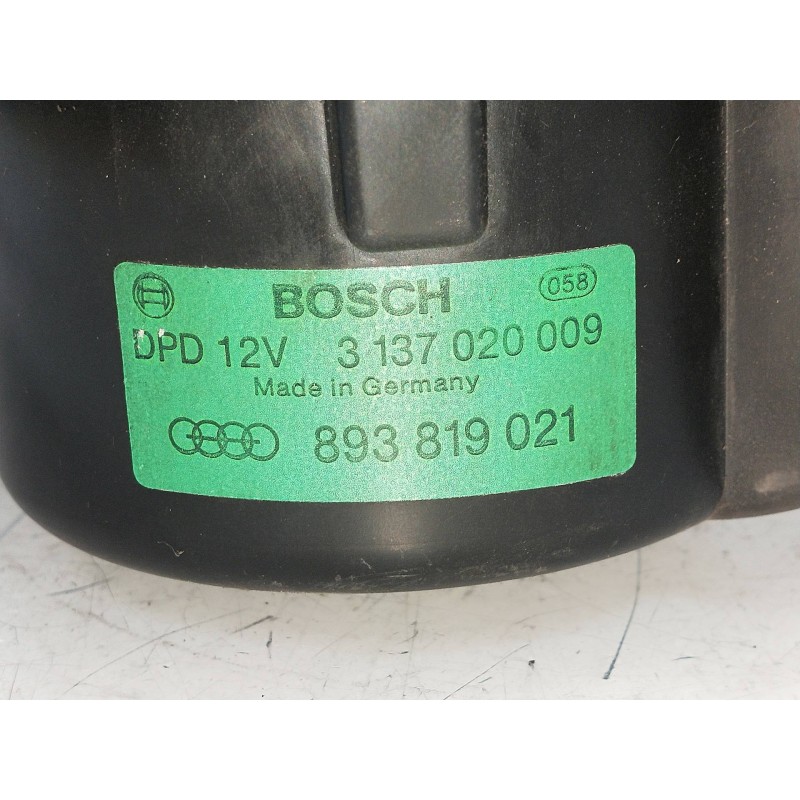 BOSCH 058
DPD 12V 3 137 020 009
Made in Germany
893 819 021